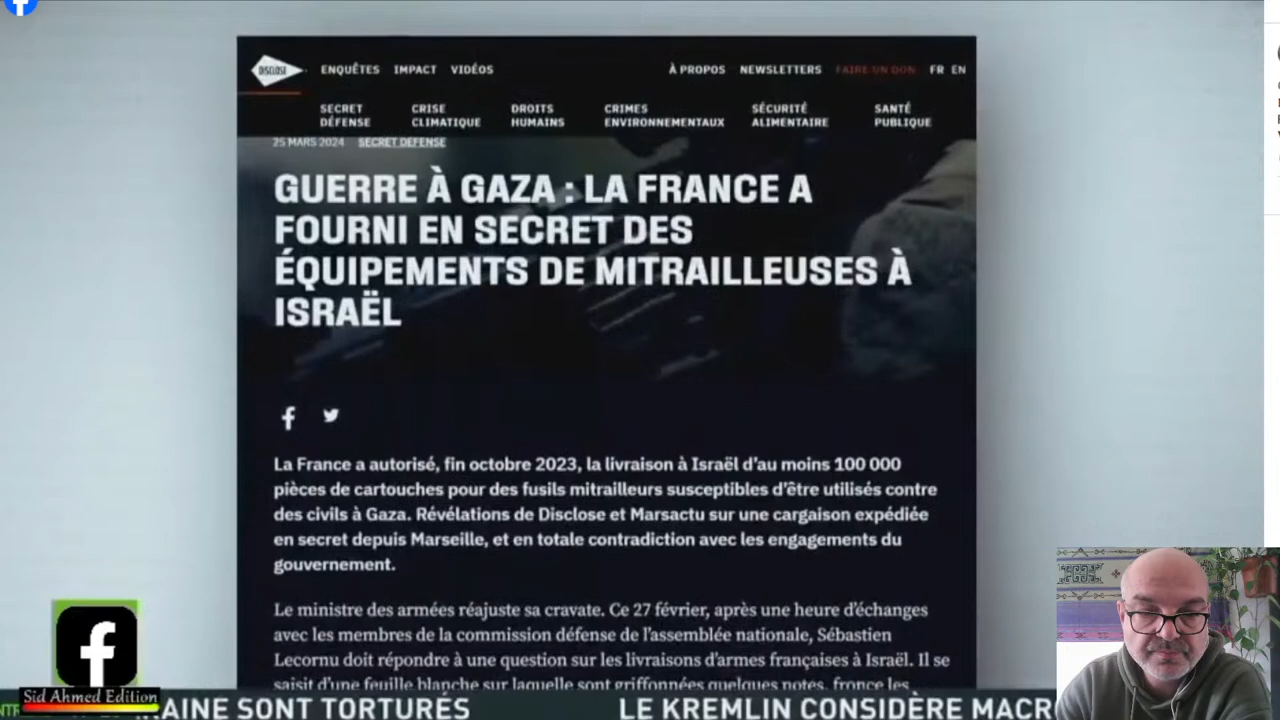 DISCLOSE
ENQUÊTES IMPACT VIDÉOS
À PROPOS NEWSLETTERS FAIRE UN DON FR EN
SECRET DÉFENSE
CRISE CLIMATIQUE
DROITS HUMAINS
CRIMES ENVIRONNEMENTAUX
SÉCURITÉ ALIMENTAIRE
SANTÉ PUBLIQUE
25 MARS 2024 SECRET DÉFENSE
GUERRE À GAZA : LA FRANCE A
FOURNI EN SECRET DES
ÉQUIPEMENTS DE MITRAILLEUSES À
ISRAËL
La France a autorisé, fin octobre 2023, la livraison à Israël d'au moins 100 000
pièces de cartouches pour des fusils mitrailleurs susceptibles d'être utilisés contre
des civils à Gaza. Révélations de Disclose et Marsactu sur une cargaison expédiée
en secret depuis Marseille, et en totale contradiction avec les engagements du
gouvernement.
Le ministre des armées réajuste sa cravate. Ce 27 février, après une heure d'échanges
avec les membres de la commission défense de l'assemblée nationale, Sébastien
Lecornu doit répondre à une question sur les livraisons d'armes françaises à Israël. Il se
saisit d'une feuille blanche sur laquelle sont griffonnées quelques notes, fronce les
Sid Ahmed Edition
RAINE SONT TORTURÉS LE KREMLIN CONSIDÈRE MACR